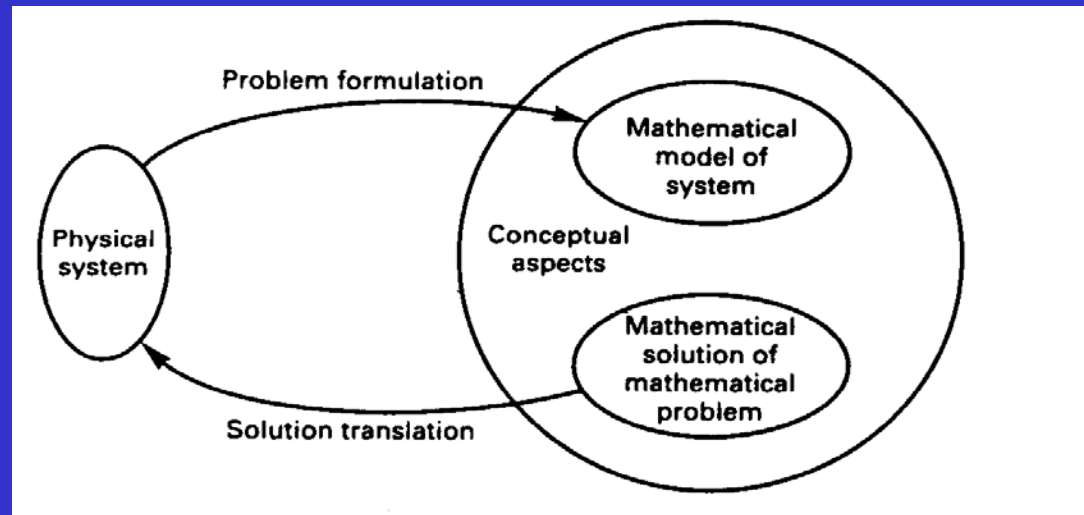 Problem formulation
Mathematical
model of
system
Physical
system
Conceptual
aspects
Mathematical
solution of
mathematical
problem
Solution translation